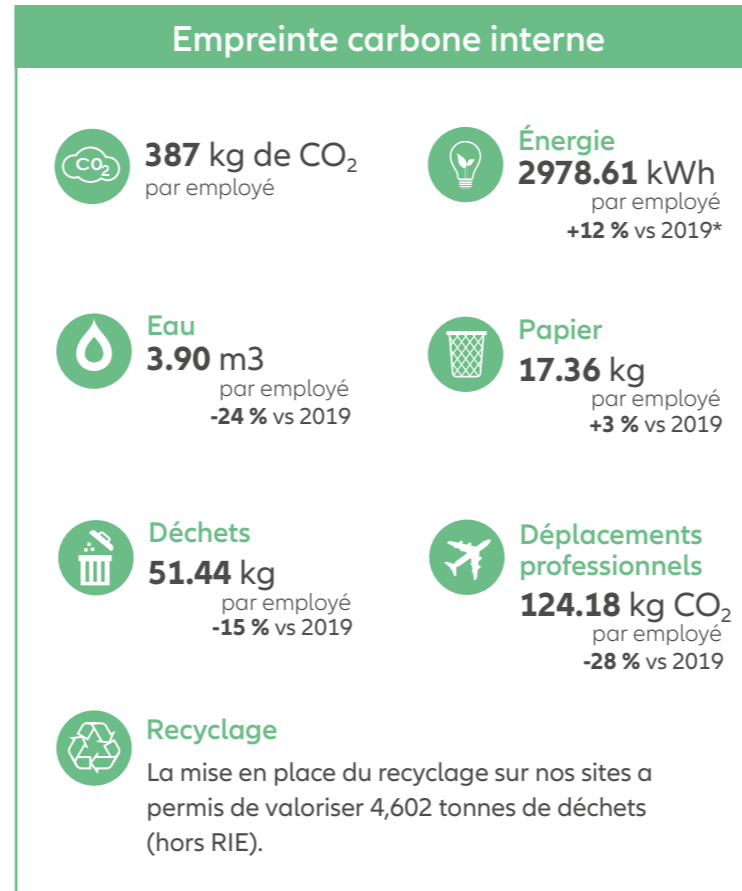 Empreinte carbone interne
CO₂
387 kg de CO₂
par employé
Énergie
2978.61 kWh
par employé
+12 % vs 2019*
Eau
3.90 m3
par employé
-24 % vs 2019
Papier
17.36 kg
par employé
+3 % vs 2019
Déchets
51.44 kg
par employé
-15 % vs 2019
Déplacements
professionnels
124.18 kg CO₂
par employé
-28 % vs 2019
Recyclage
La mise en place du recyclage sur nos sites a
permis de valoriser 4,602 tonnes de déchets
(hors RIE).